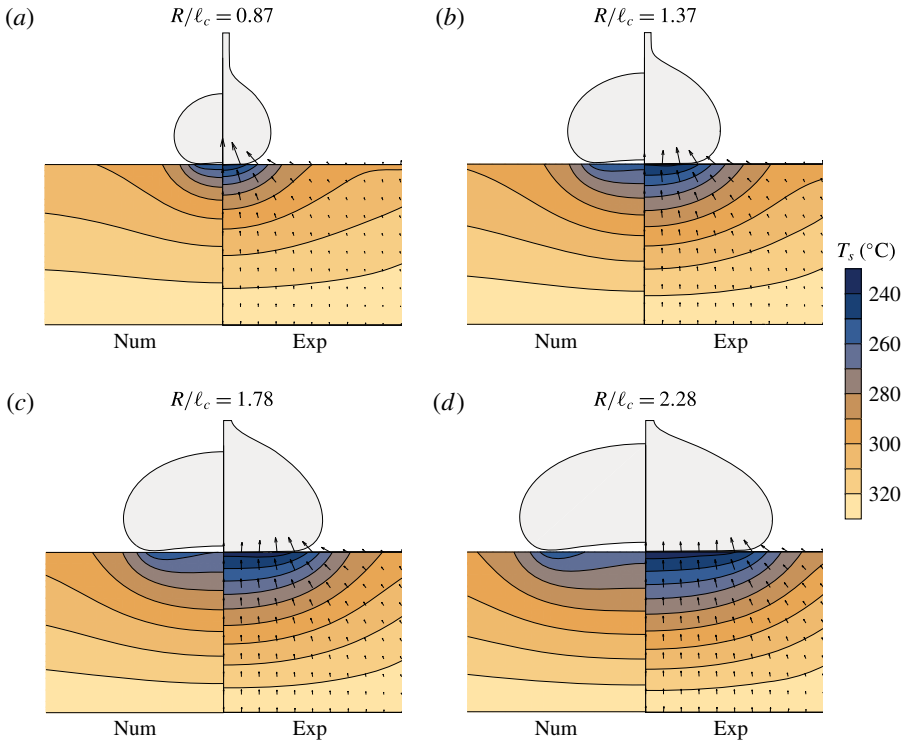 (a)
R/ℓc = 0.87
(b)
R/ℓc = 1.37
Num
Exp
Num
Exp
Ts (°C)
240
260
280
300
320
(c)
R/ℓc = 1.78
(d)
R/ℓc = 2.28
Num
Exp
Num
Exp